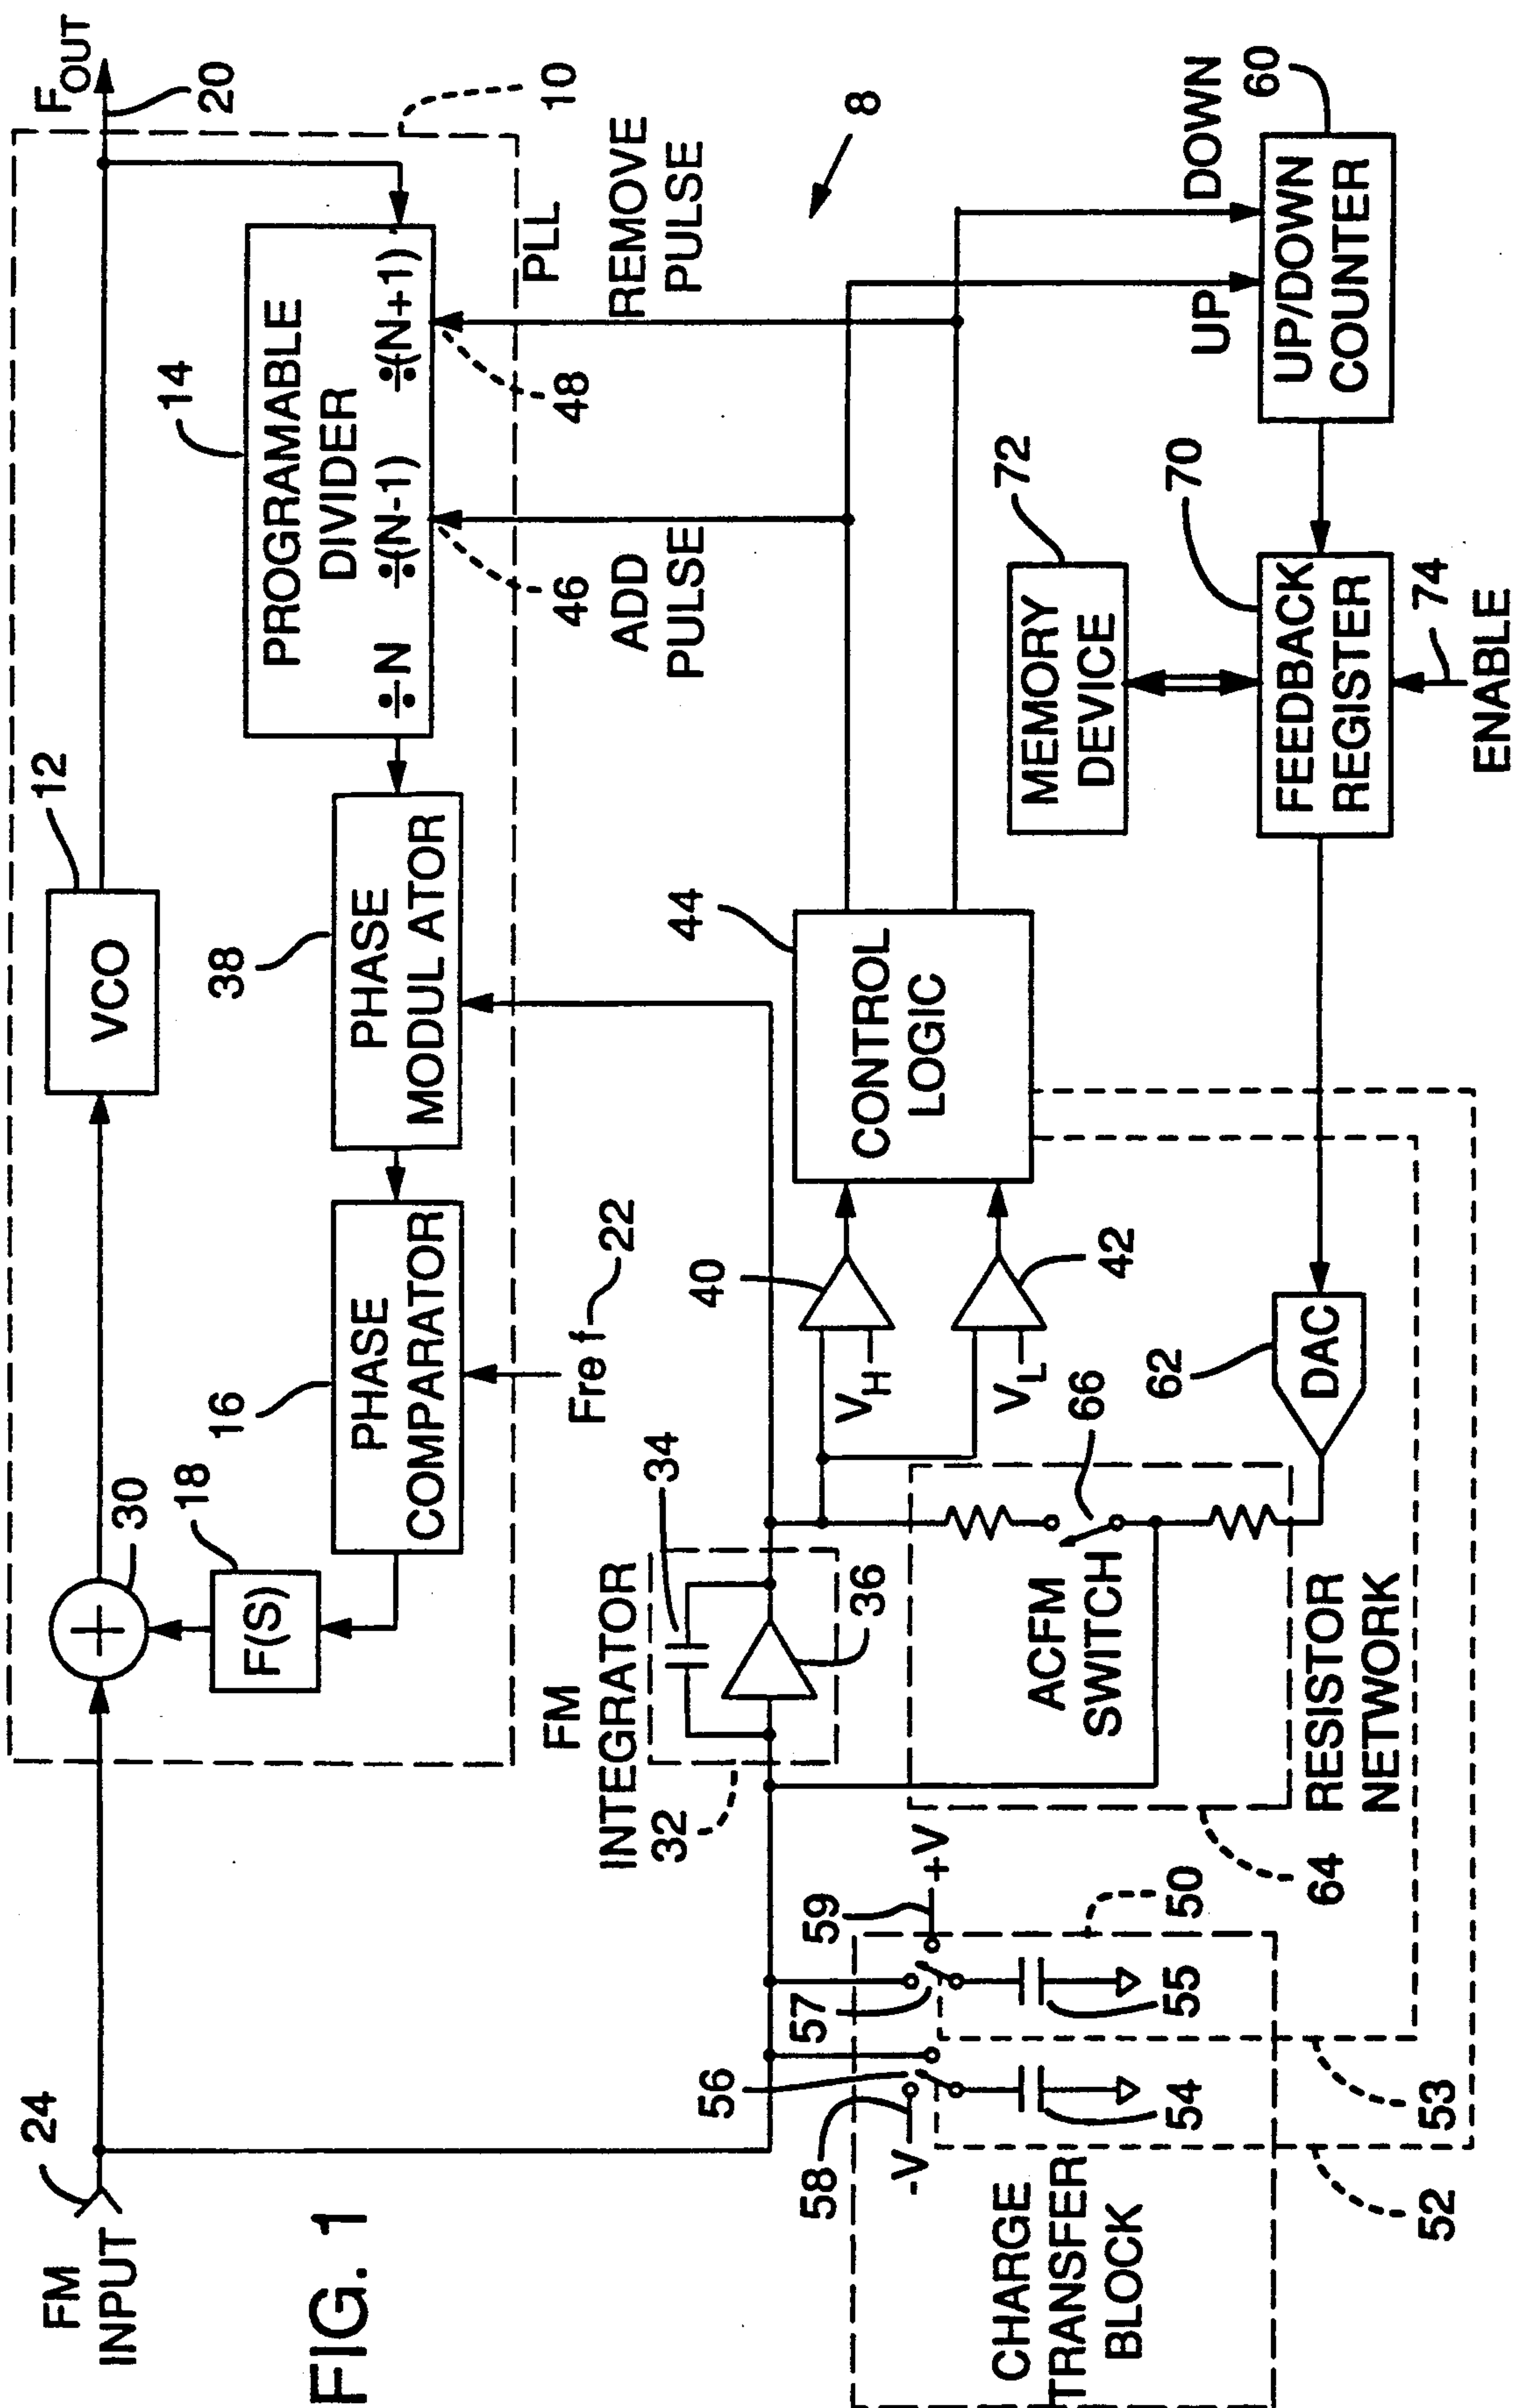 FIG. 1
FM
INPUT
24
30
12
VCO
20
F_OUT
18
F(S)
16
PHASE
COMPARATOR
38
PHASE
MODUL ATOR
14
PROGRAMABLE
DIVIDER
÷N ÷(N-1) ÷(N+1)
10
PLL
Fre f
22
46
48
ADD
PULSE
REMOVE
PULSE
8
FM
INTEGRATOR
32
34
36
40
42
V_H
V_L
44
CONTROL
LOGIC
CHARGE
TRANSFER
BLOCK
50
-V
58
56
54
57
59
+V
55
52
53
64
RESISTOR
NETWORK
ACFM
SWITCH
66
62
DAC
72
MEMORY
DEVICE
70
FEEDBACK
REGISTER
74
ENABLE
UP
DOWN
60
UP/DOWN
COUNTER